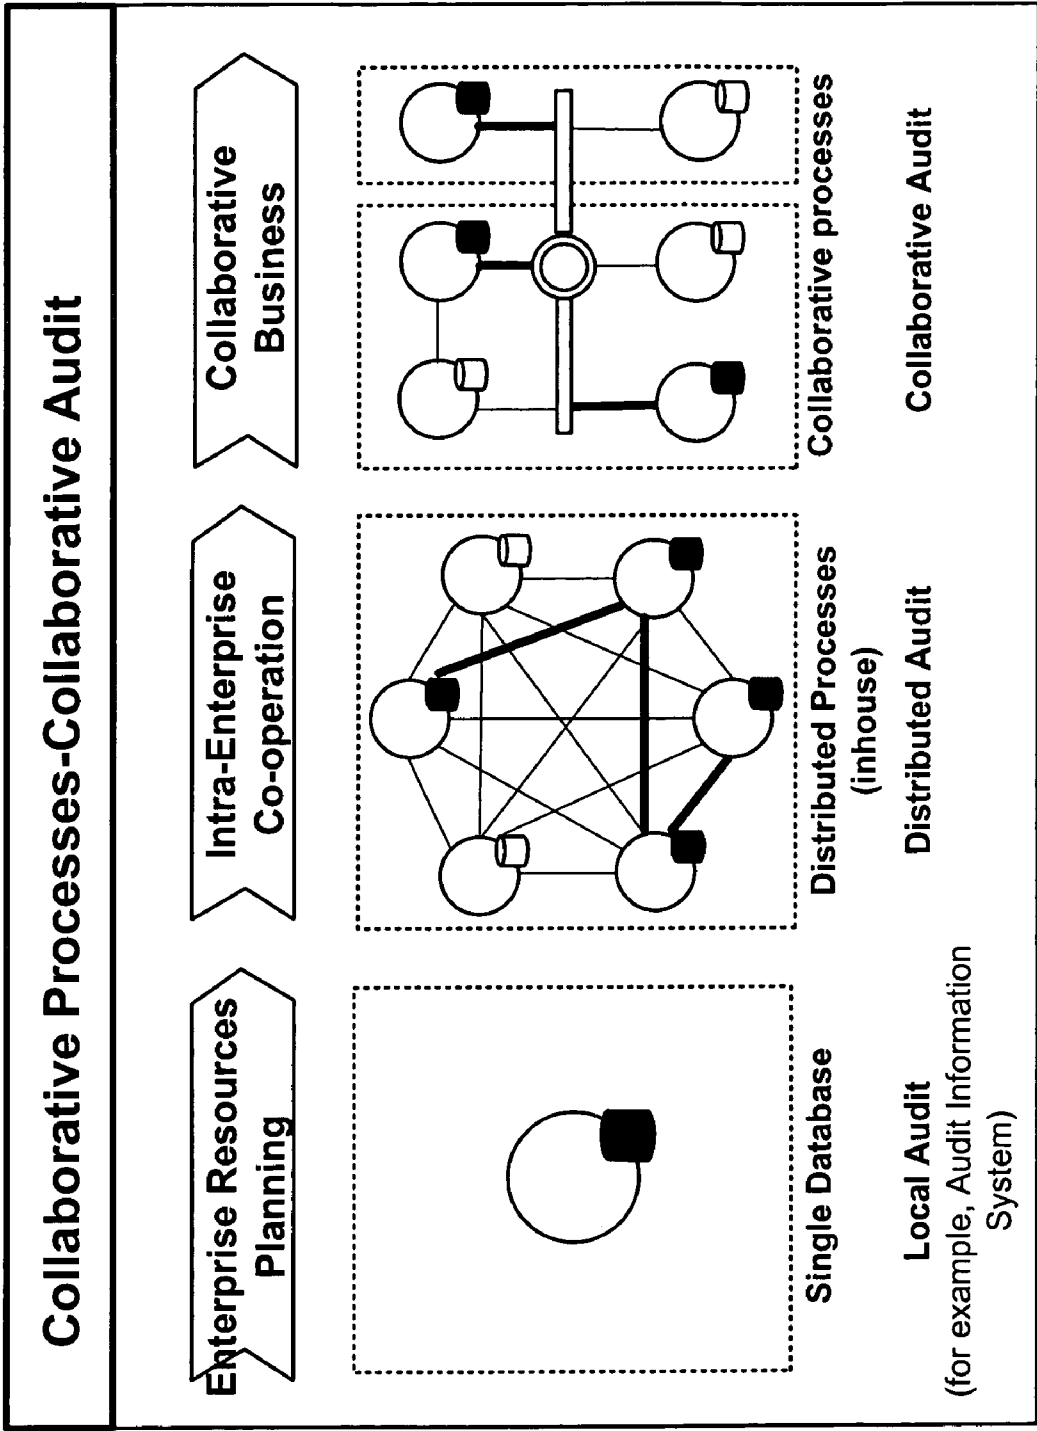 Collaborative Processes-Collaborative Audit
Enterprise Resources
Planning
Intra-Enterprise
Co-operation
Collaborative
Business
Single Database
Distributed Processes
(inhouse)
Collaborative processes
Local Audit
(for example, Audit Information
System)
Distributed Audit
Collaborative Audit